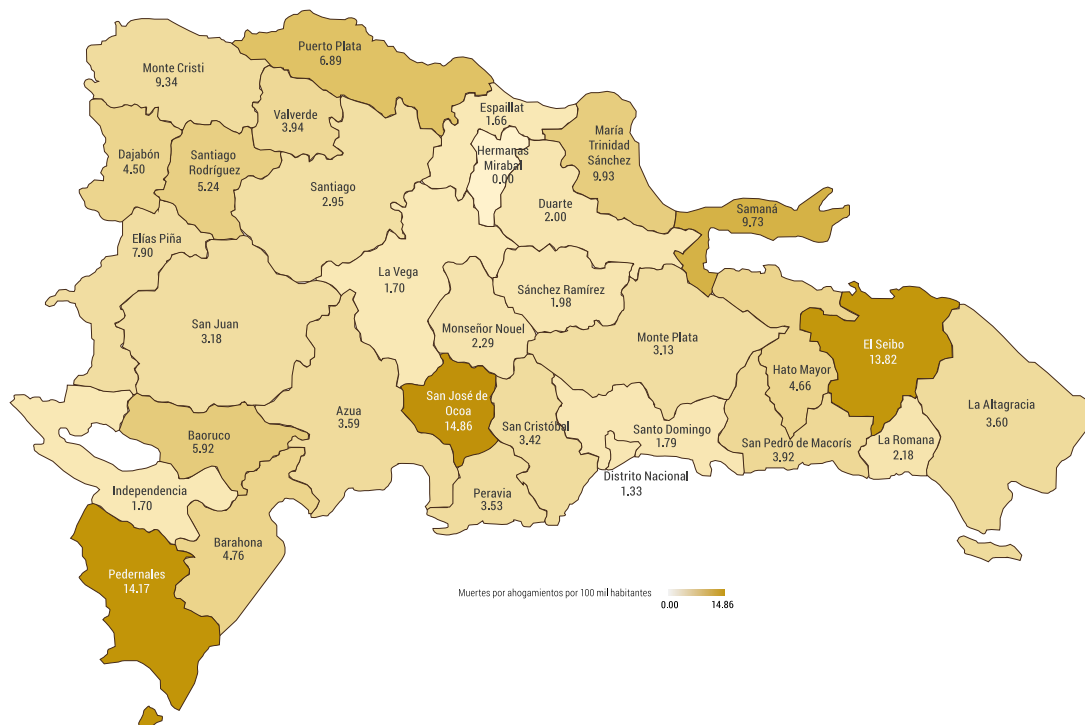 Puerto Plata
6.89
Monte Cristi
9.34
Valverde
3.94
Espaillat
1.66
María
Trinidad
Sánchez
9.93
Dajabón
4.50
Santiago
Rodríguez
5.24
Hermanas
Mirabal
0.00
Santiago
2.95
Duarte
2.00
Samaná
9.73
Elías Piña
7.90
La Vega
1.70
Sánchez Ramírez
1.98
San Juan
3.18
Monseñor Nouel
2.29
Monte Plata
3.13
El Seibo
13.82
Hato Mayor
4.66
San José de
Ocoa
14.86
La Altagracia
3.60
Azua
3.59
San Cristóbal
3.42
Santo Domingo
1.79
San Pedro de Macorís
3.92
La Romana
2.18
Baoruco
5.92
Distrito Nacional
1.33
Independencia
1.70
Peravia
3.53
Barahona
4.76
Pedernales
14.17
Muertes por ahogamientos por 100 mil habitantes
0.00 14.86